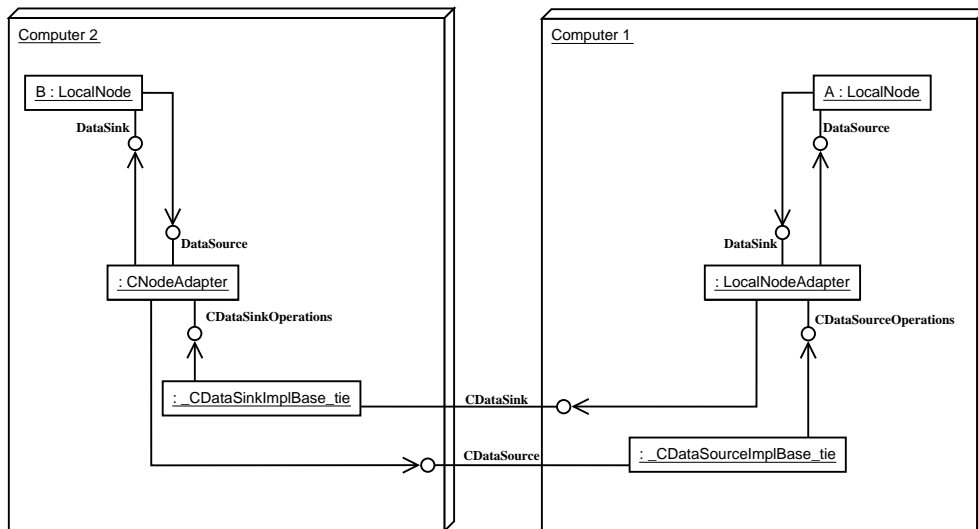 Computer 2
Computer 1
B : LocalNode
A : LocalNode
DataSink
DataSource
DataSource
DataSink
: CNodeAdapter
: LocalNodeAdapter
CDataSinkOperations
CDataSourceOperations
: _CDataSinkImplBase_tie
CDataSink
CDataSource
: _CDataSourceImplBase_tie